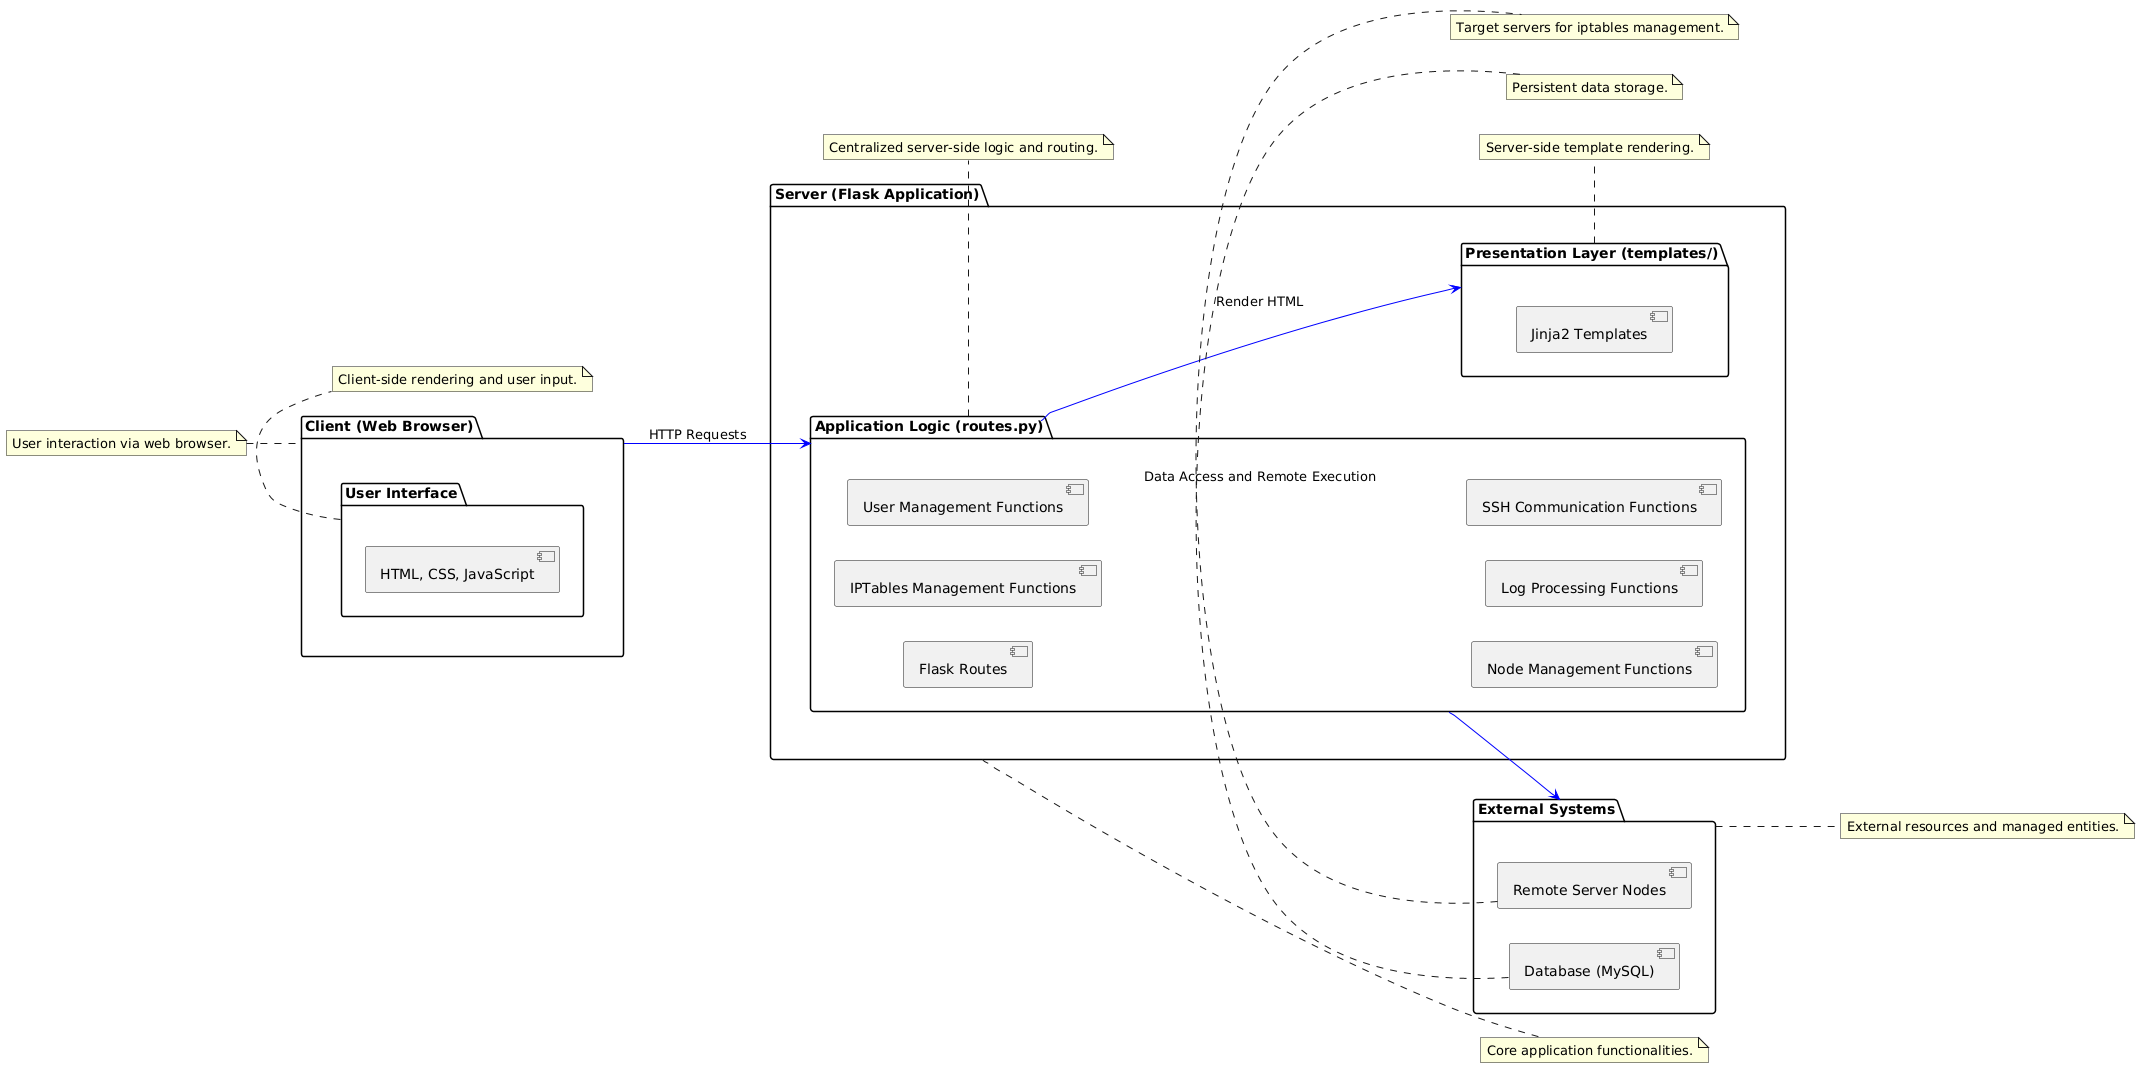 Target servers for iptables management.
Persistent data storage.
Centralized server-side logic and routing.
Server-side template rendering.
Server (Flask Application)
Presentation Layer (templates/)
Render HTML
Jinja2 Templates
Client-side rendering and user input.
Client (Web Browser)
User interaction via web browser.
HTTP Requests
Application Logic (routes.py)
Data Access and Remote Execution
User Interface
User Management Functions
SSH Communication Functions
HTML, CSS, JavaScript
IPTables Management Functions
Log Processing Functions
Flask Routes
Node Management Functions
External Systems
External resources and managed entities.
Remote Server Nodes
Database (MySQL)
Core application functionalities.